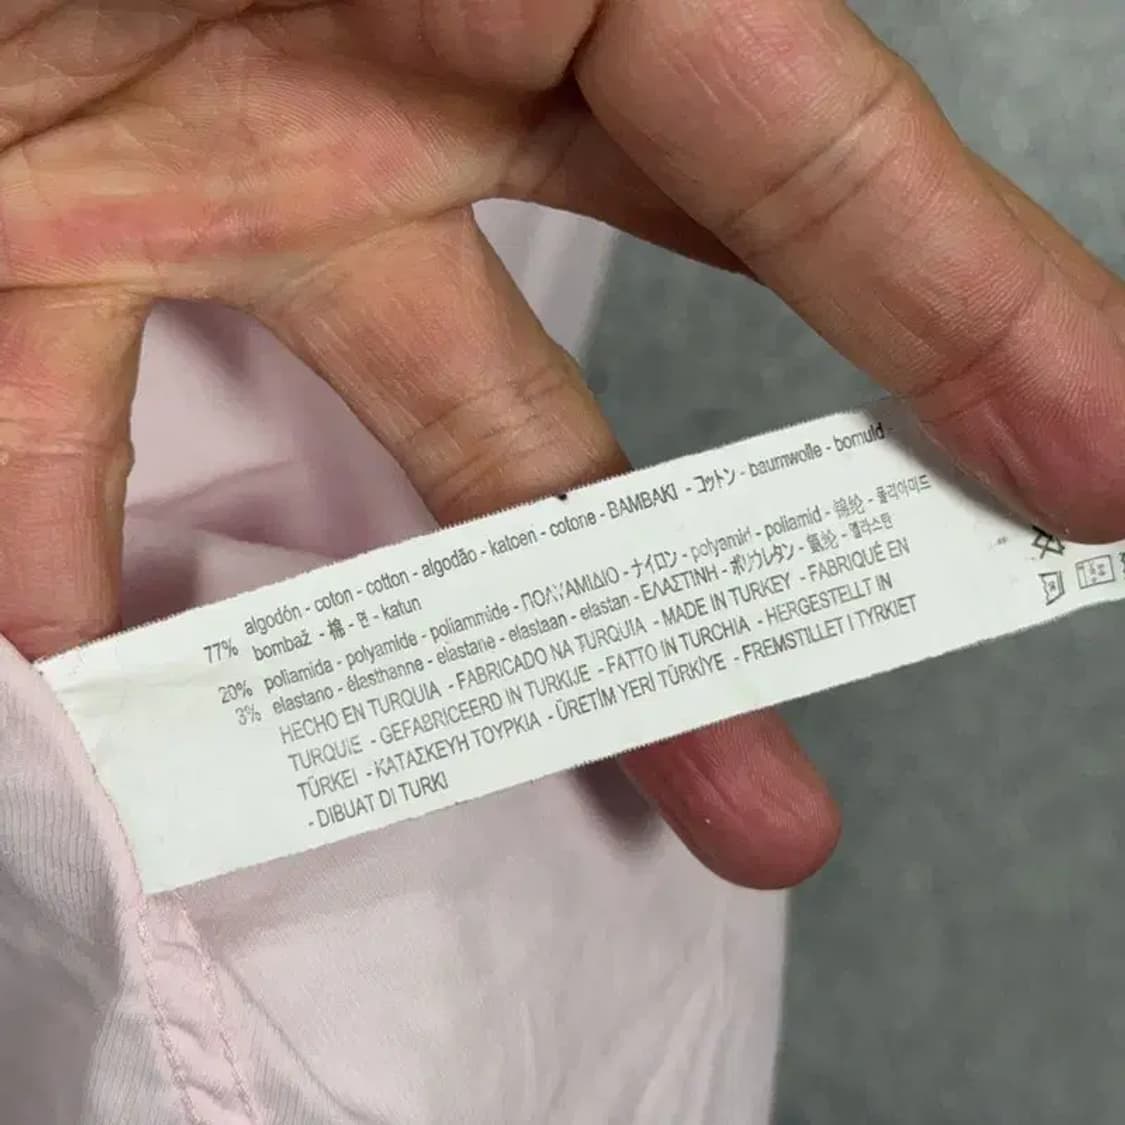 77% algodón - coton - cotton - algodão - katoen - cotone - BAMBAKI - コットン - baumwolle - bomuld -
bombaž - 棉 - 면 - katun
20% poliamida - polyamide - poliammide - ΠΟΛΥΑΜΙΔΙΟ - ナイロン - polyamid - poliamid - 锦纶 - 폴리아미드
3% elastano - élasthanne - elastane - elastaan - elastan - ΕΛΑΣΤΙΝΗ - ポリウレタン - 氨纶 - 엘라스탄
HECHO EN TURQUIA - FABRICADO NA TURQUIA - MADE IN TURKEY - FABRIQUÉ EN
TURQUIE - GEFABRICEERD IN TURKIJE - FATTO IN TURCHIA - HERGESTELLT IN
TÜRKEI - ΚΑΤΑΣΚΕΥΗ ΤΟΥΡΚΙΑ - ÜRETİM YERİ TÜRKİYE - FREMSTILLET I TYRKIET
- DIBUAT DI TURKI